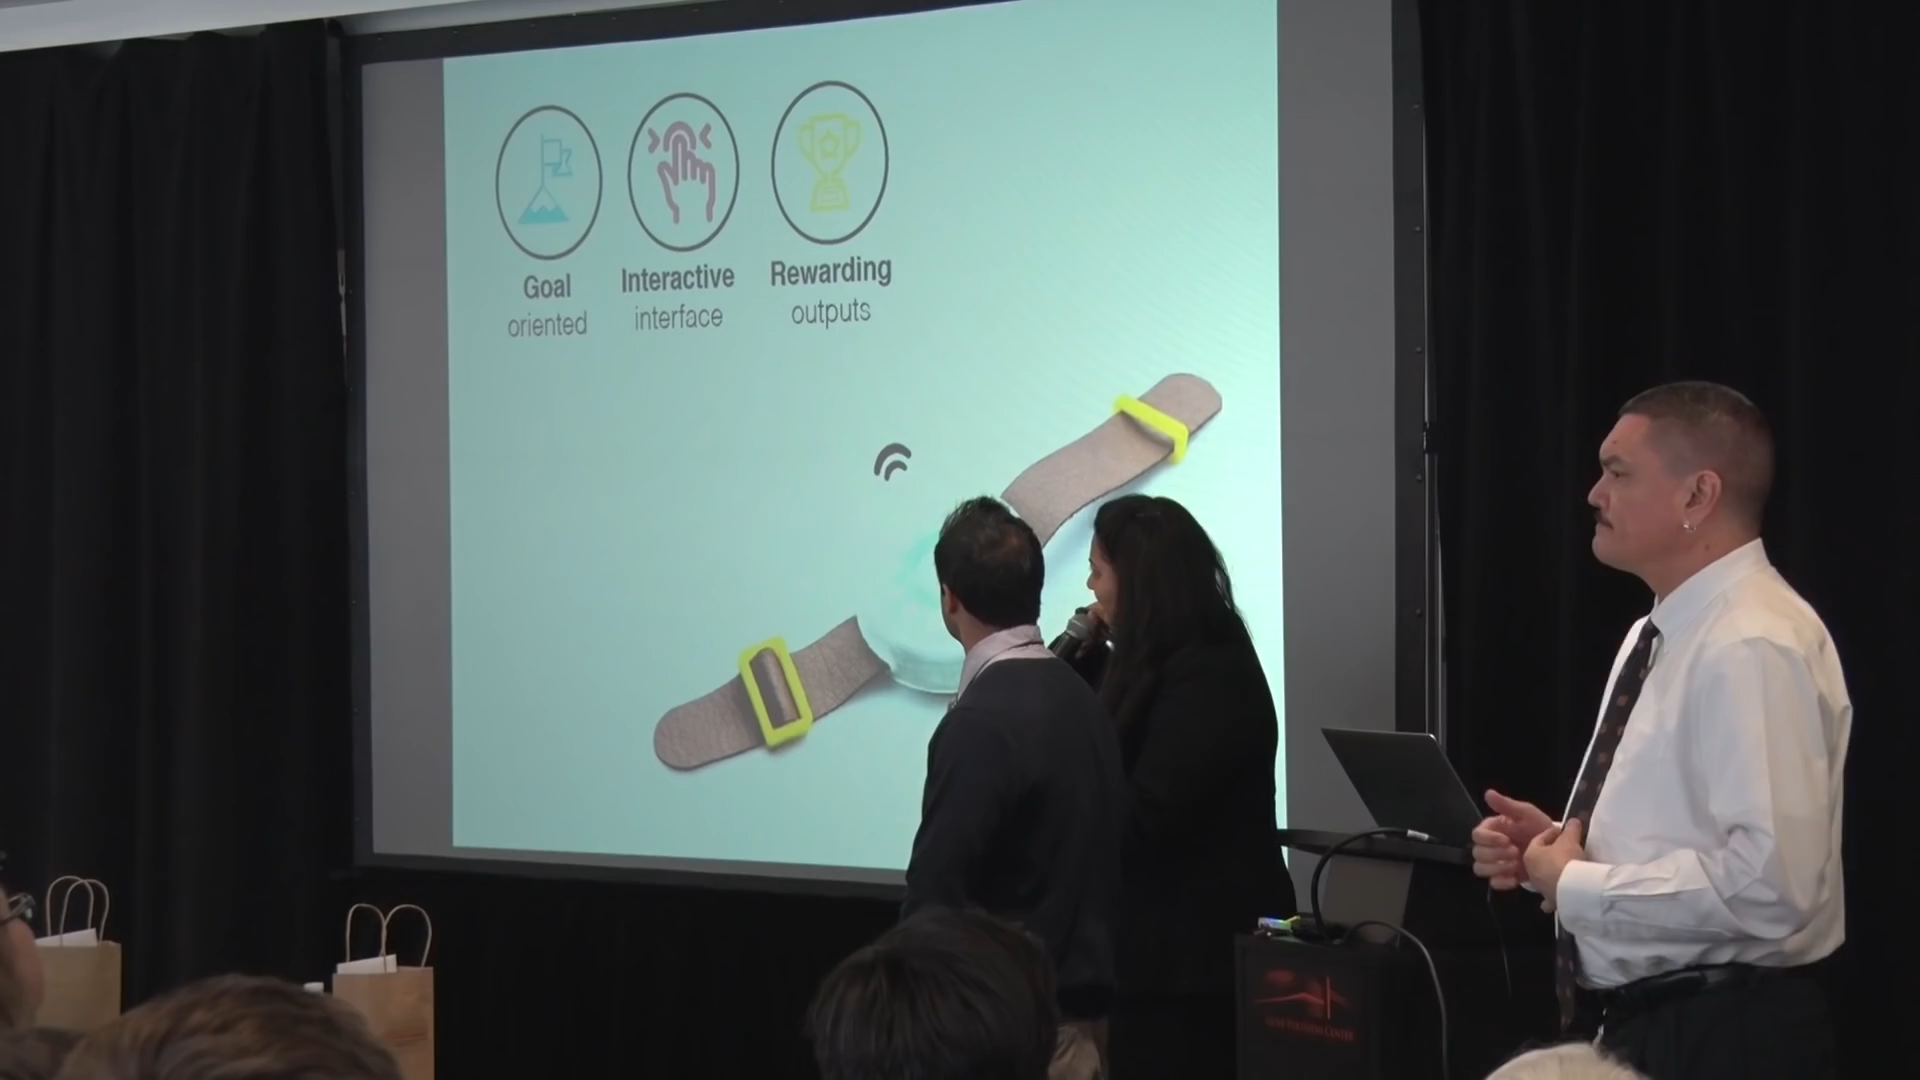 Goal
oriented
Interactive
interface
Rewarding
outputs